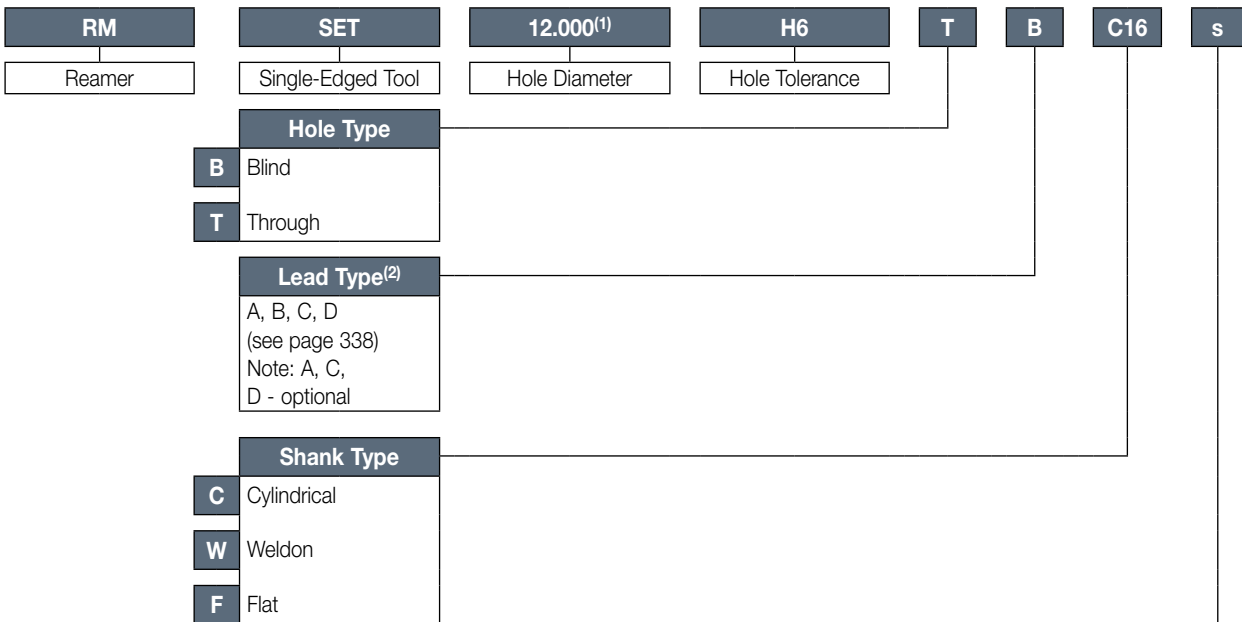 RM SET 12.000(1) H6 T B C16 s
Reamer Single-Edged Tool Hole Diameter Hole Tolerance
Hole Type
B Blind
T Through
Lead Type(2)
A, B, C, D
(see page 338)
Note: A, C,
D - optional
Shank Type
C Cylindrical
W Weldon
F Flat